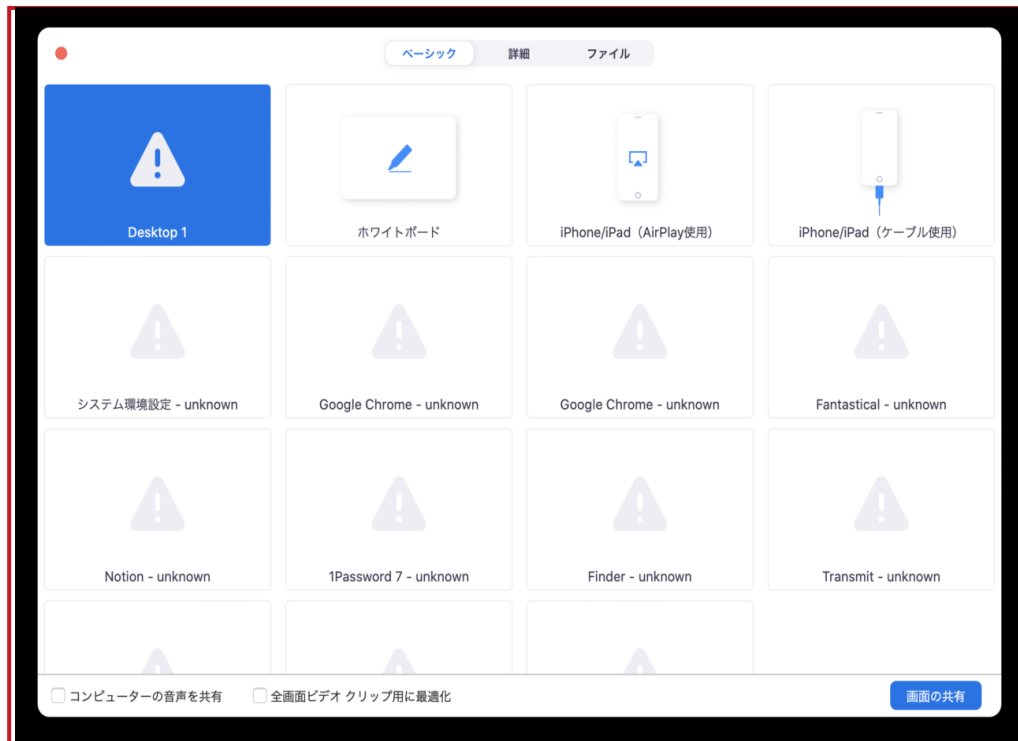 ベーシック 詳細 ファイル
Desktop 1
ホワイトボード
iPhone/iPad（AirPlay使用）
iPhone/iPad（ケーブル使用）
システム環境設定 - unknown
Google Chrome - unknown
Google Chrome - unknown
Fantastical - unknown
Notion - unknown
1Password 7 - unknown
Finder - unknown
Transmit - unknown
コンピューターの音声を共有
全画面ビデオ クリップ用に最適化
画面の共有